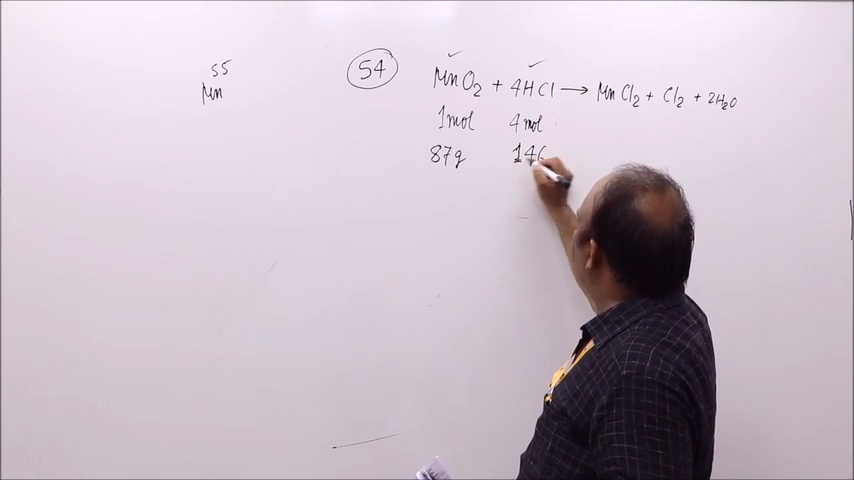 55
Mn
54
MnO₂ + 4HCl → MnCl₂ + Cl₂ + 2H₂O
1mol 4mol
87g 146